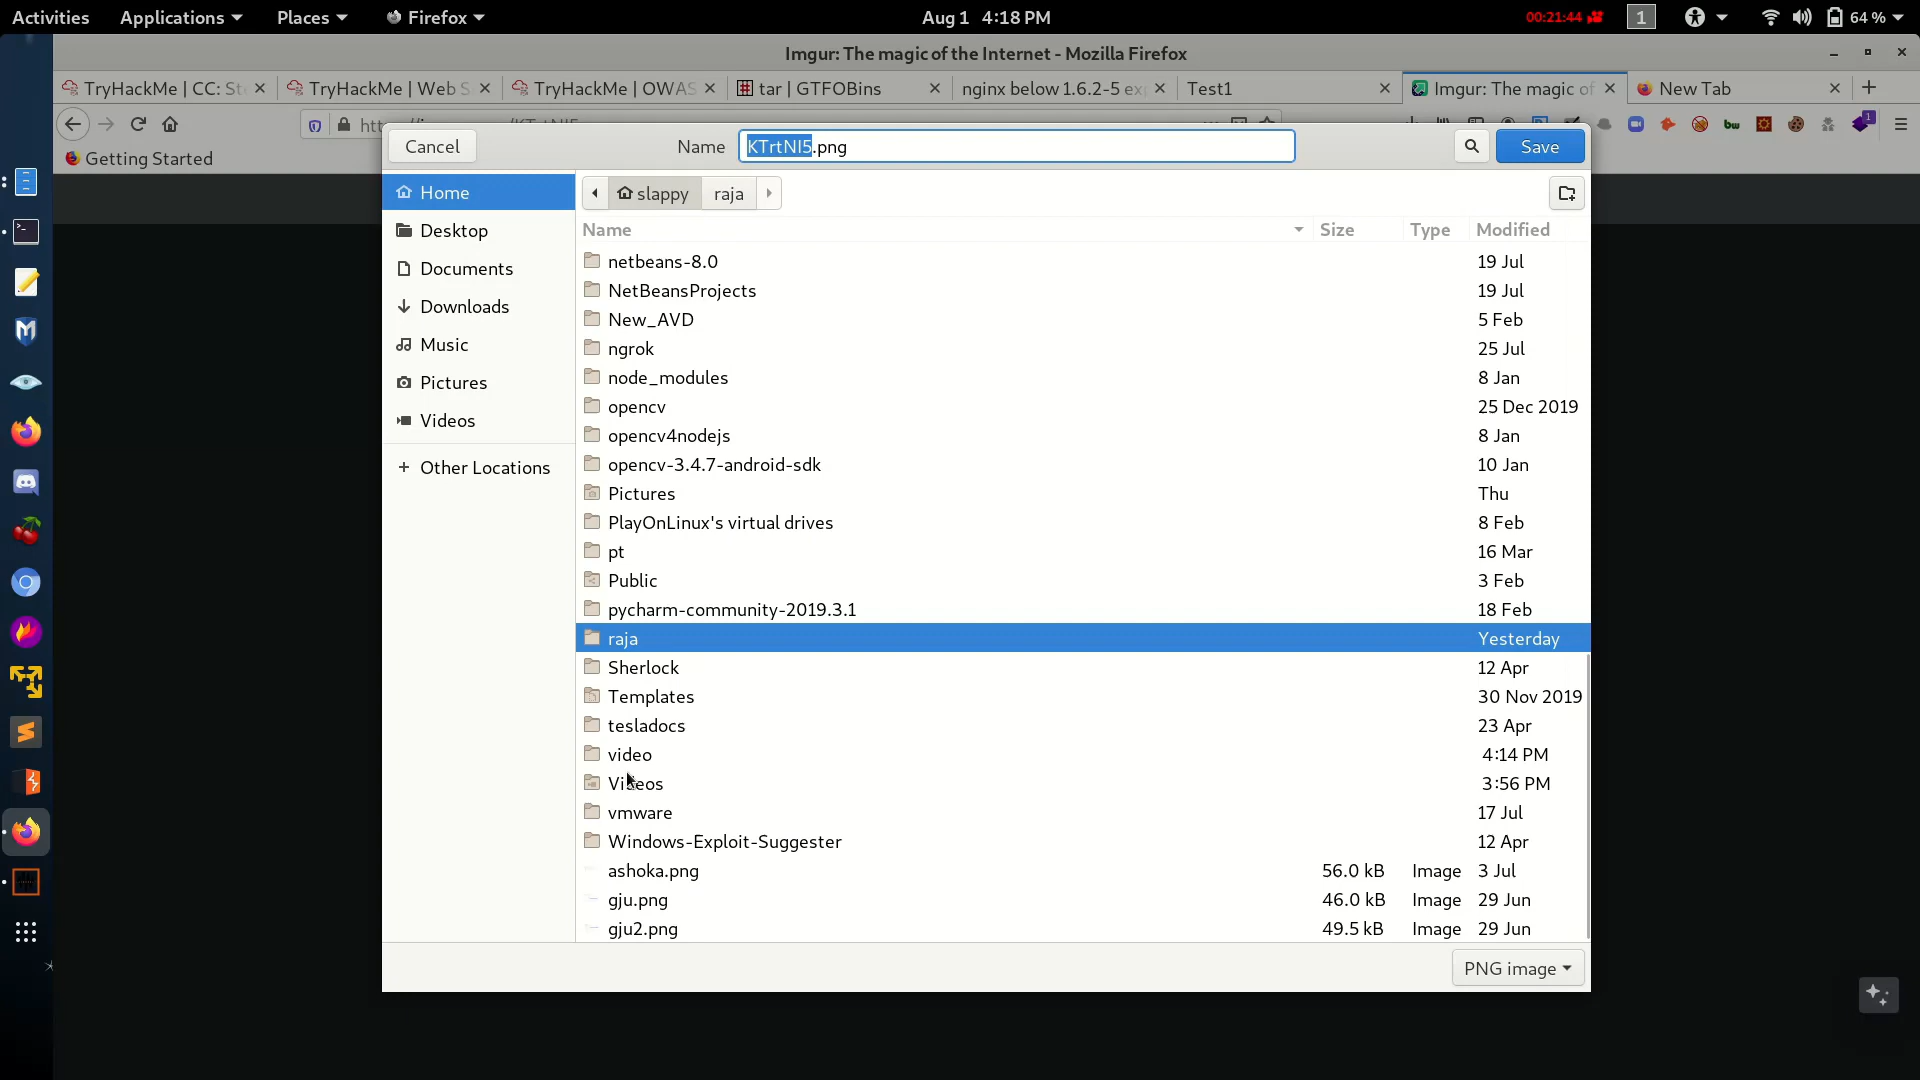 Activities Applications Places Firefox Aug 1 4:18 PM 00:21:44 1 64 %
Imgur: The magic of the Internet - Mozilla Firefox
TryHackMe | CC: Ste TryHackMe | Web S TryHackMe | OWAS tar | GTFOBins nginx below 1.6.2-5 ex Test1 Imgur: The magic of New Tab
Getting Started
Cancel Name KTrtNI5.png Save
Home slappy raja
Name Size Type Modified
Desktop
Documents
Downloads
Music
Pictures
Videos
Other Locations
netbeans-8.0 19 Jul
NetBeansProjects 19 Jul
New_AVD 5 Feb
ngrok 25 Jul
node_modules 8 Jan
opencv 25 Dec 2019
opencv4nodejs 8 Jan
opencv-3.4.7-android-sdk 10 Jan
Pictures Thu
PlayOnLinux's virtual drives 8 Feb
pt 16 Mar
Public 3 Feb
pycharm-community-2019.3.1 18 Feb
raja Yesterday
Sherlock 12 Apr
Templates 30 Nov 2019
tesladocs 23 Apr
video 4:14 PM
Videos 3:56 PM
vmware 17 Jul
Windows-Exploit-Suggester 12 Apr
ashoka.png 56.0 kB Image 3 Jul
gju.png 46.0 kB Image 29 Jun
gju2.png 49.5 kB Image 29 Jun
PNG image